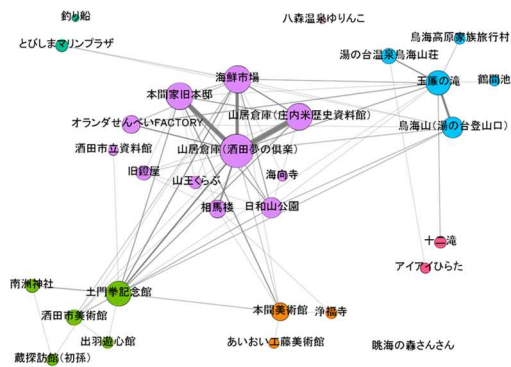 釣り船
八森温泉ゆりんこ
とびしまマリンプラザ
鳥海高原家族旅行村
湯の台温泉鳥海山荘
海鮮市場
玉簾の滝
鶴間池
本間家旧本邸
山居倉庫(庄内米歴史資料館)
オランダせんべいFACTORY
鳥海山(湯の台登山口)
酒田市立資料館
山居倉庫(酒田夢の倶楽)
旧鐙屋
山王くらぶ
海向寺
相馬楼
日和山公園
十二滝
アイアイひらた
南洲神社
土門拳記念館
酒田市美術館
本間美術館
浄福寺
出羽遊心館
あいおい工藤美術館
眺海の森さんさん
蔵探訪館(初孫)